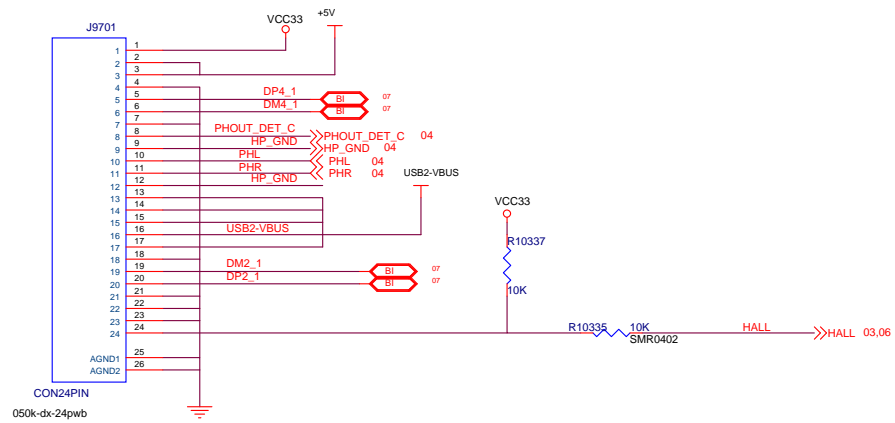 J9701
VCC33
+5V
1 1
2 2
3 3
4 4
5 5 DP4_1 BI 07
6 6 DM4_1 BI 07
7 7
8 8 PHOUT_DET_C PHOUT_DET_C 04
9 9 HP_GND HP_GND 04
10 10 PHL PHL 04
11 11 PHR PHR 04
12 12 HP_GND
USB2-VBUS
13 13
14 14
15 15
16 16 USB2-VBUS
17 17
18 18
19 19 DM2_1 BI 07
20 20 DP2_1 BI 07
21 21
22 22
23 23
24 24
VCC33
R10337
10K
R10335 10K HALL HALL 03,06
SMR0402
AGND1 25
AGND2 26
CON24PIN
050k-dx-24pwb